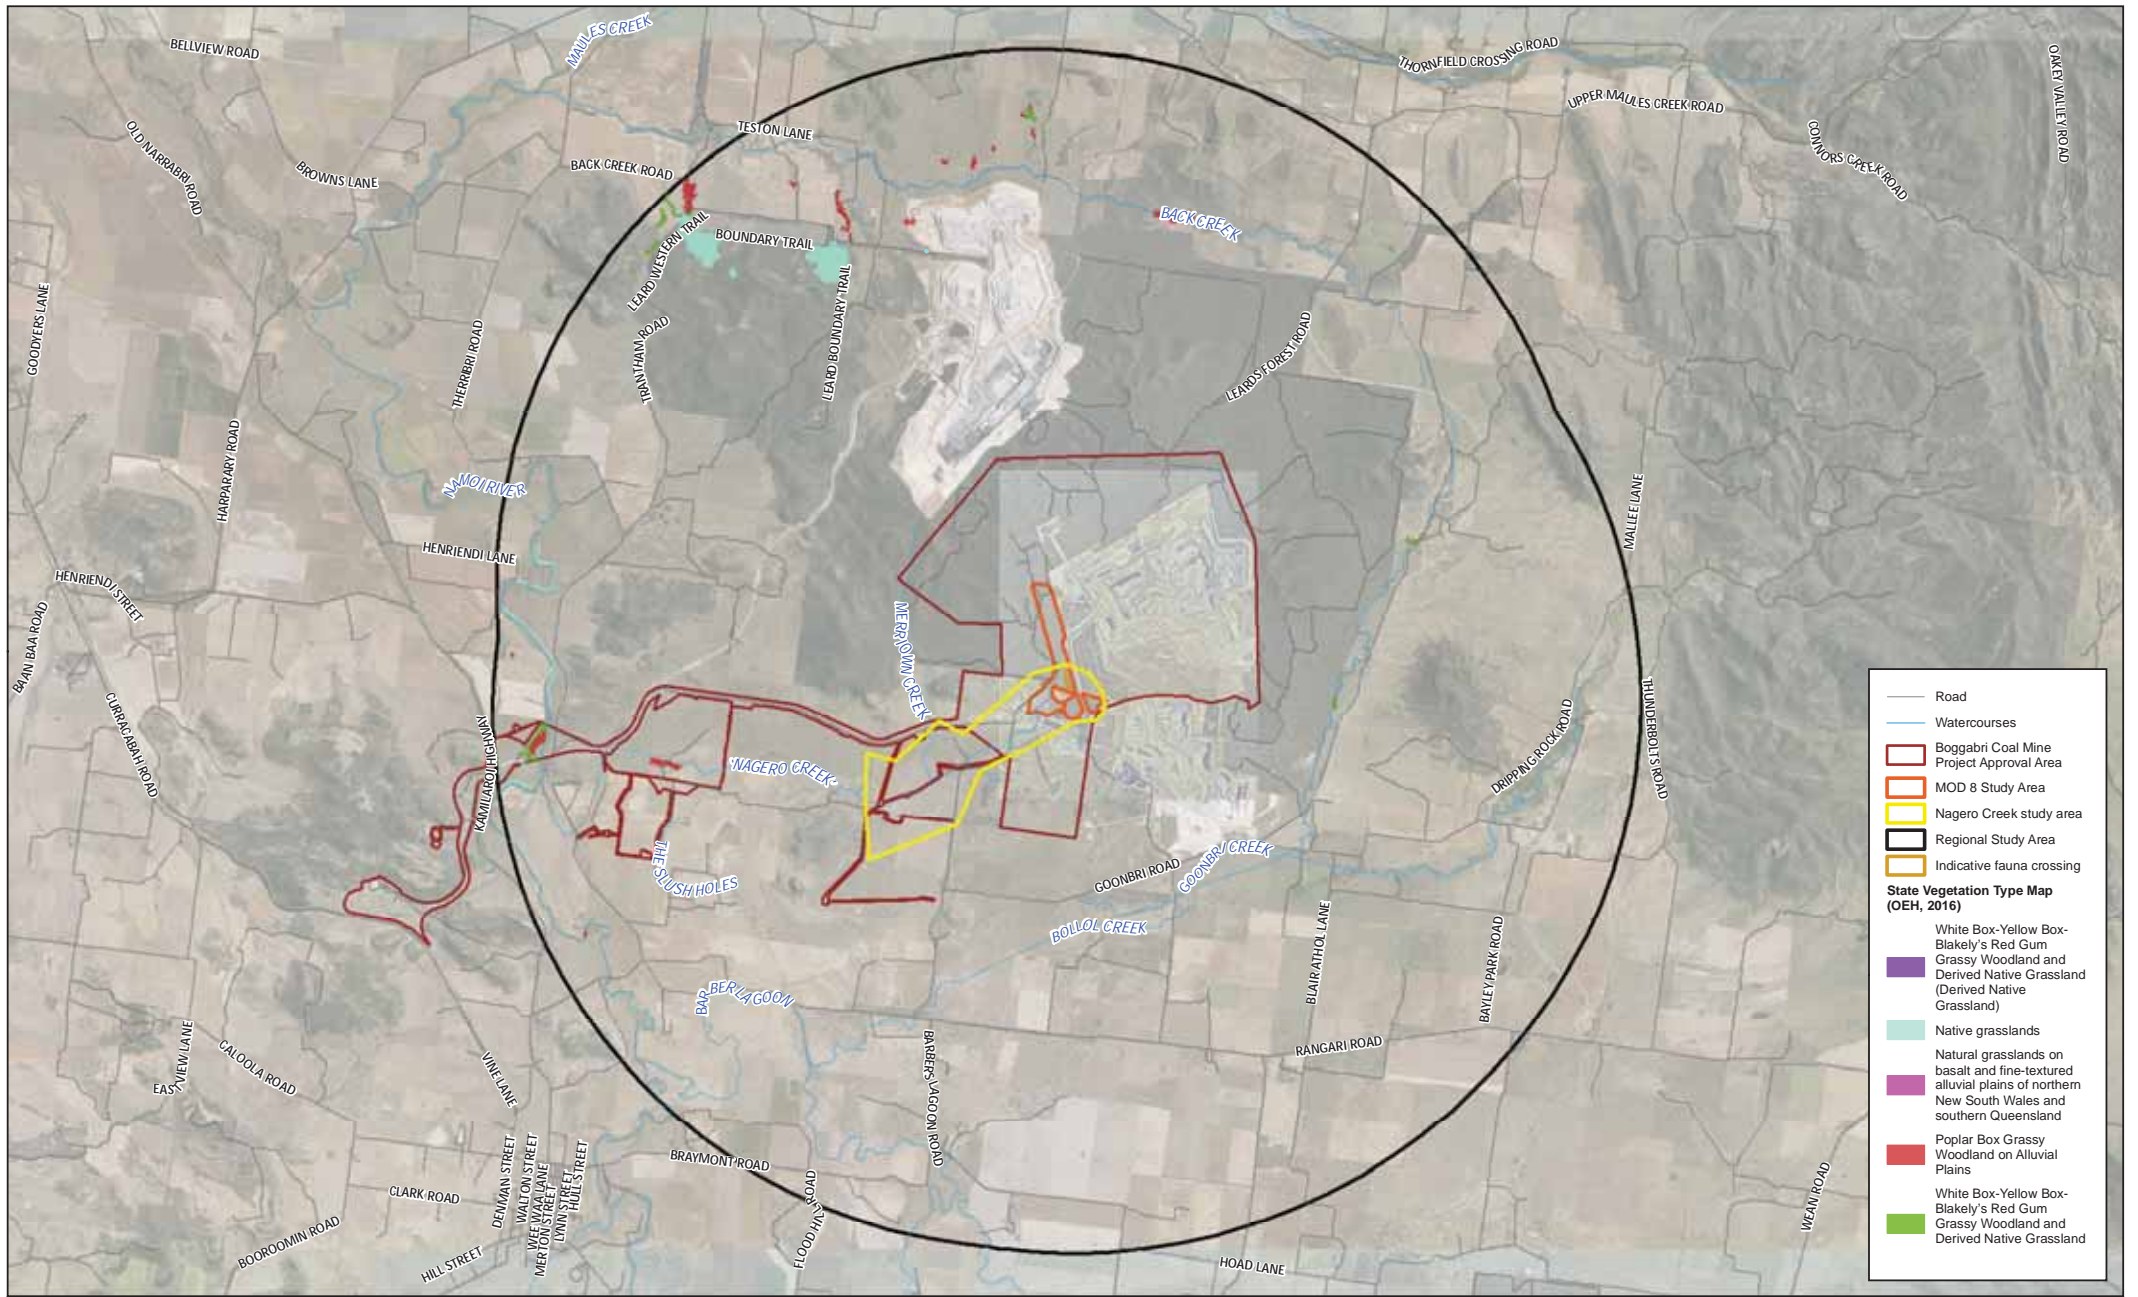 BELLVIEW ROAD
MAULES CREEK
THORNFIELD CROSSING ROAD
OAKEY VALLEY ROAD
UPPER MAULES CREEK ROAD
CONNORS CREEK ROAD
OLD NARRABRI ROAD
BROWNS LANE
TESTON LANE
BACK CREEK ROAD
BACK CREEK
LEARD WESTERN TRAIL
BOUNDARY TRAIL
GOODYERS LANE
THERRIBRI ROAD
TRANTHAM ROAD
LEARD BOUNDARY TRAIL
LEARDS FOREST ROAD
HARPARARY ROAD
NAMOI RIVER
MALLEE LANE
HENRIENDI LANE
HENRIENDI STREET
BAAN BAA ROAD
MERRIOWN CREEK
CURRACABAH ROAD
KAMILAROI HIGHWAY
'NAGERO CREEK'
THUNDERBOLTS ROAD
DRIPPING ROCK ROAD
THE SLUSH HOLES
GOONBRI ROAD
GOONBRI CREEK
BOLLOL CREEK
BLAIR ATHOL LANE
BAYLEY PARK ROAD
BARBER LAGOON
BARBERS LAGOON ROAD
RANGARI ROAD
EAST VIEW LANE
CALOOLA ROAD
VINE LANE
BRAYMONT ROAD
CLARK ROAD
DENMAN STREET
WALTON STREET
WEE WAA LANE
MERTON STREET
LYNN STREET
HULL STREET
BOOROOMIN ROAD
HILL STREET
FLOOD HILL ROAD
HOAD LANE
WEAN ROAD
Road
Watercourses
Boggabri Coal Mine
Project Approval Area
MOD 8 Study Area
Nagero Creek study area
Regional Study Area
Indicative fauna crossing
State Vegetation Type Map
(OEH, 2016)
White Box-Yellow Box-
Blakely's Red Gum
Grassy Woodland and
Derived Native Grassland
(Derived Native
Grassland)
Native grasslands
Natural grasslands on
basalt and fine-textured
alluvial plains of northern
New South Wales and
southern Queensland
Poplar Box Grassy
Woodland on Alluvial
Plains
White Box-Yellow Box-
Blakely's Red Gum
Grassy Woodland and
Derived Native Grassland